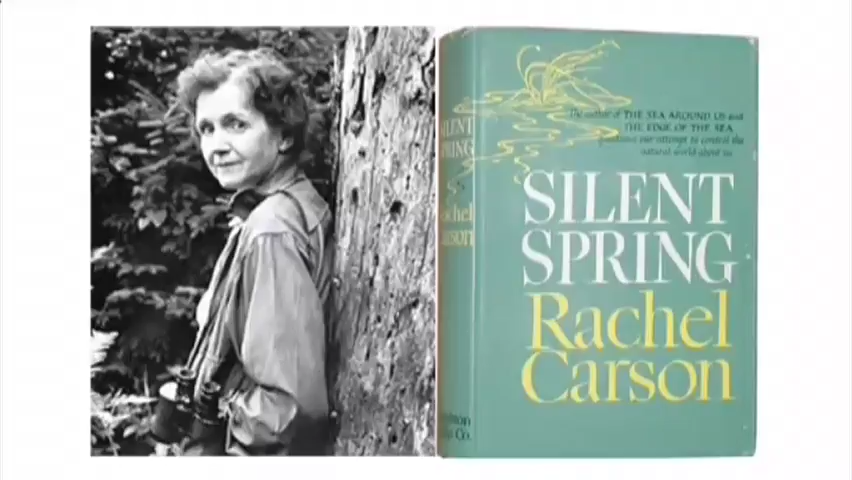 SILENT
SPRING
Rachel
Carson
The author of THE SEA AROUND US and
THE EDGE OF THE SEA
questions our attempt to control the
natural world about us
SILENT
SPRING
Rachel
Carson
Co.